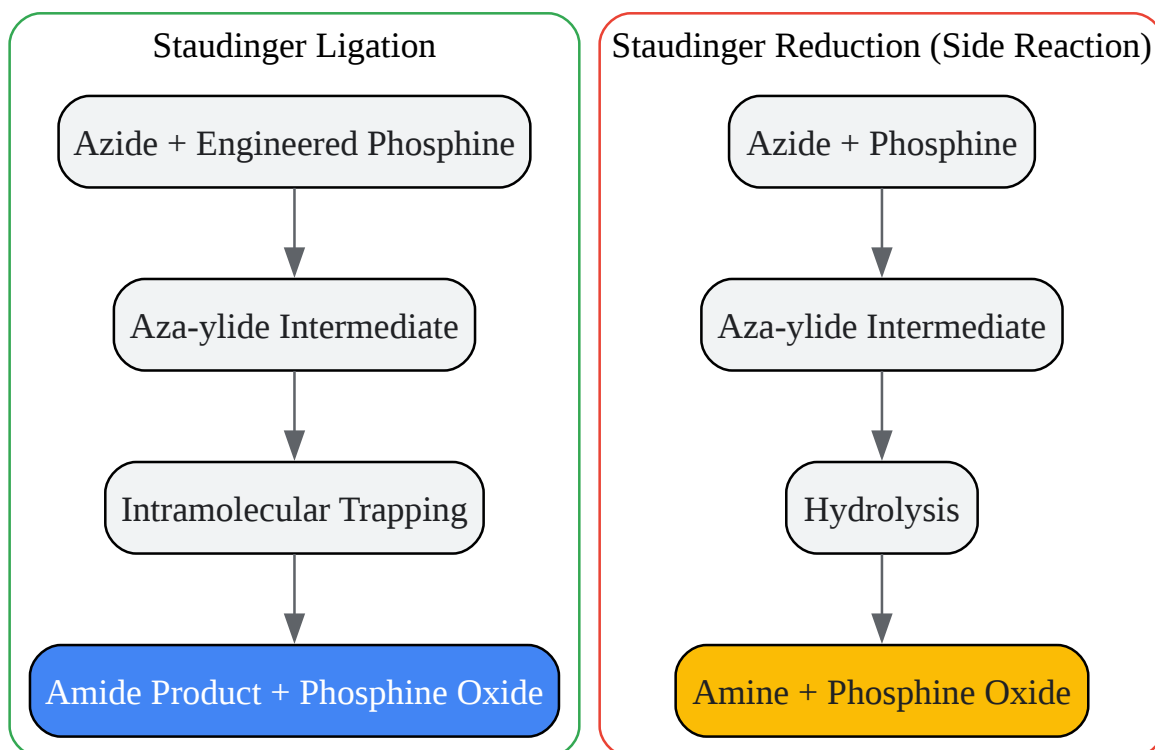 Staudinger Ligation
Azide + Engineered Phosphine
Aza-ylide Intermediate
Intramolecular Trapping
Amide Product + Phosphine Oxide
Staudinger Reduction (Side Reaction)
Azide + Phosphine
Aza-ylide Intermediate
Hydrolysis
Amine + Phosphine Oxide